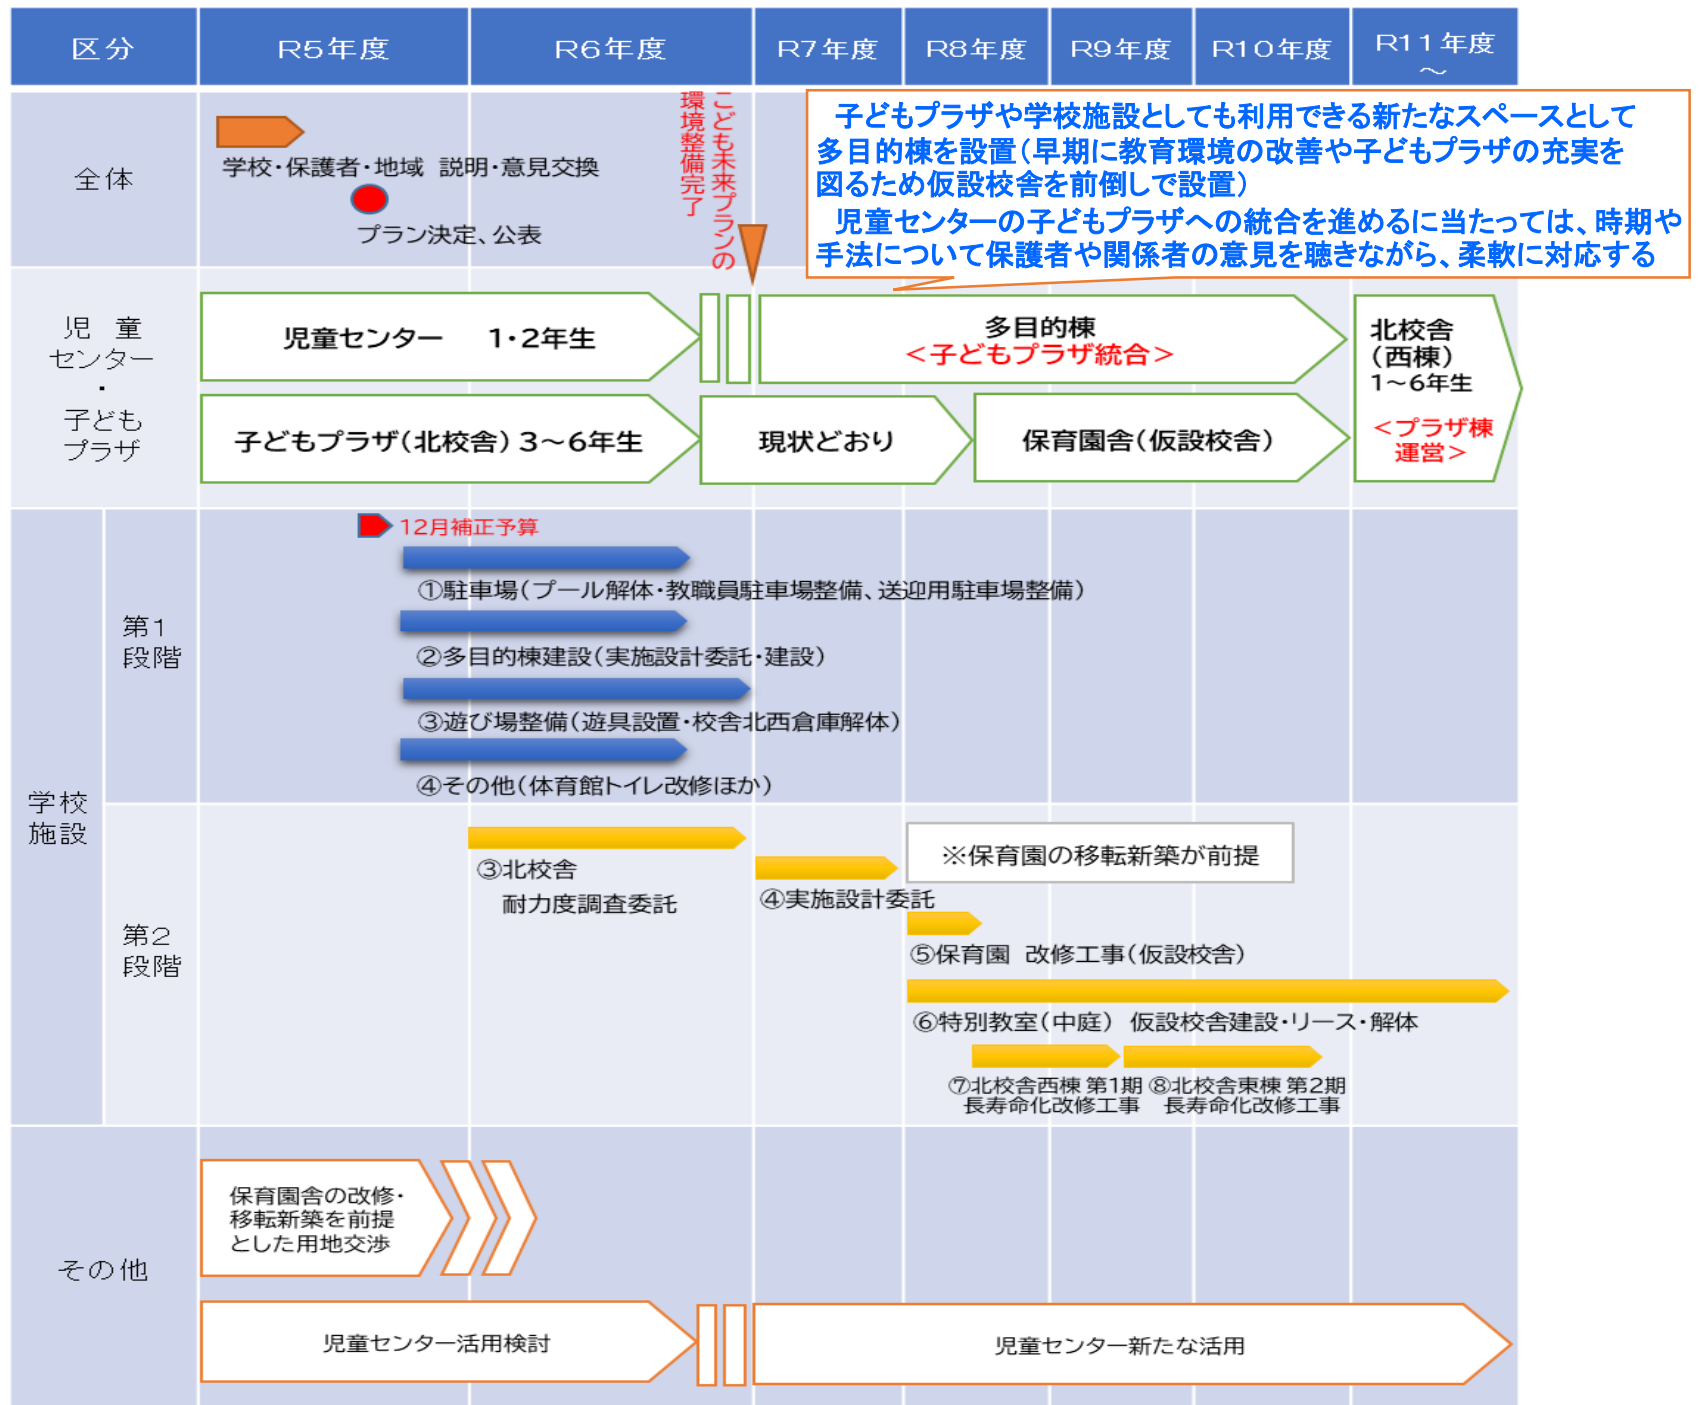 区分
R5年度
R6年度
R7年度
R8年度
R9年度
R10年度
R11年度
～
全体
学校・保護者・地域　説明・意見交換
プラン決定、公表
こども未来プランの
環境整備完了
子どもプラザや学校施設としても利用できる新たなスペースとして
多目的棟を設置（早期に教育環境の改善や子どもプラザの充実を
図るため仮設校舎を前倒しで設置）
児童センターの子どもプラザへの統合を進めるに当たっては、時期や
手法について保護者や関係者の意見を聴きながら、柔軟に対応する
児　童
センター
・
子ども
プラザ
児童センター　1・2年生
多目的棟
＜子どもプラザ統合＞
北校舎
（西棟）
1～6年生
＜プラザ棟
運営＞
子どもプラザ（北校舎）3～6年生
現状どおり
保育園舎（仮設校舎）
学校
施設
第1
段階
12月補正予算
①駐車場（プール解体・教職員駐車場整備、送迎用駐車場整備）
②多目的棟建設（実施設計委託・建設）
③遊び場整備（遊具設置・校舎北西倉庫解体）
④その他（体育館トイレ改修ほか）
第2
段階
③北校舎
耐力度調査委託
④実施設計委託
※保育園の移転新築が前提
⑤保育園　改修工事（仮設校舎）
⑥特別教室（中庭）　仮設校舎建設・リース・解体
⑦北校舎西棟 第1期
長寿命化改修工事
⑧北校舎東棟 第2期
長寿命化改修工事
その他
保育園舎の改修・
移転新築を前提
とした用地交渉
児童センター活用検討
児童センター新たな活用